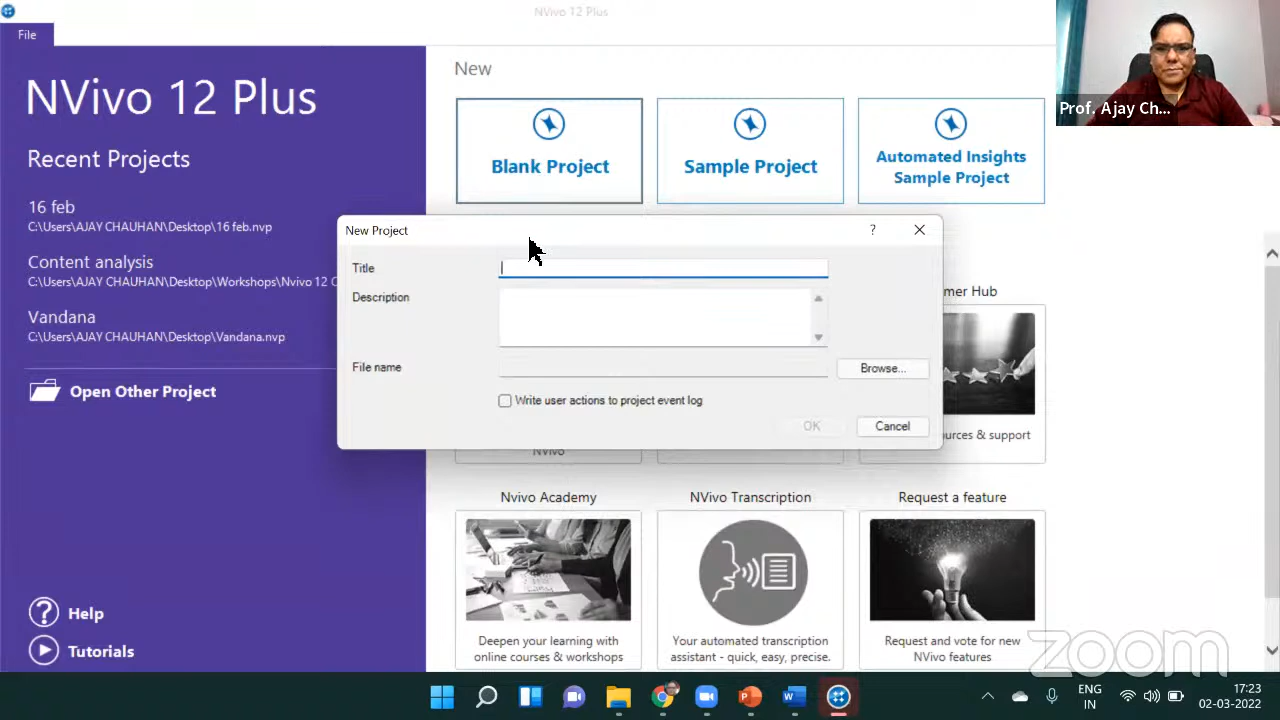 NVivo 12 Plus
File
NVivo 12 Plus
Recent Projects
16 feb
C:\Users\AJAY CHAUHAN\Desktop\16 feb.nvp
Content analysis
C:\Users\AJAY CHAUHAN\Desktop\Workshops\Nvivo 12 C
Vandana
C:\Users\AJAY CHAUHAN\Desktop\Vandana.nvp
Open Other Project
Help
Tutorials
New
Blank Project
Sample Project
Automated Insights
Sample Project
New Project
?
Title
Description
File name
Browse...
Write user actions to project event log
OK
Cancel
mer Hub
urces & support
NVivo
Nvivo Academy
NVivo Transcription
Request a feature
Deepen your learning with
online courses & workshops
Your automated transcription
assistant - quick, easy, precise.
Request and vote for new
NVivo features
Prof. Ajay Ch...
zoom
ENG
IN
17:23
02-03-2022